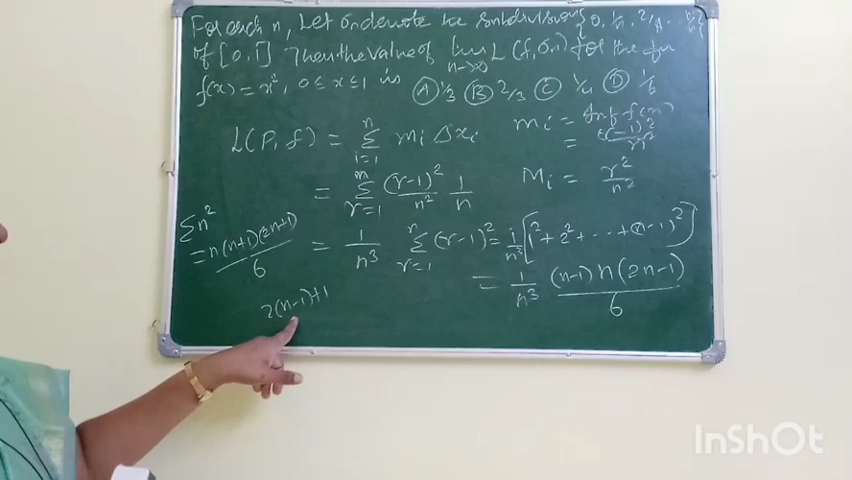 For each n, Let σn denote the subdivision {0, 1/n, 2/n, .. n/n}
of [0,1] Then the value of lim n→∞ L(f, σn) for the fn
f(x) = x², 0 ≤ x ≤ 1 is (A) 1/3 (B) 2/3 (C) 1/4 (D) 1/6
L(P, f) = Σ i=1 n mi Δxi
mi = Inf f(x)
= (r-1)²/n²
= Σ r=1 n (r-1)²/n² 1/n
Mi = r²/n²
Σn²
= n(n+1)(2n+1)/6
= 1/n³ Σ r=1 n (r-1)² = 1/n³ [1² + 2² + ... + (n-1)²]
= 1/n³ (n-1) n (2n-1)/6
2(n-1)+1
InShOt